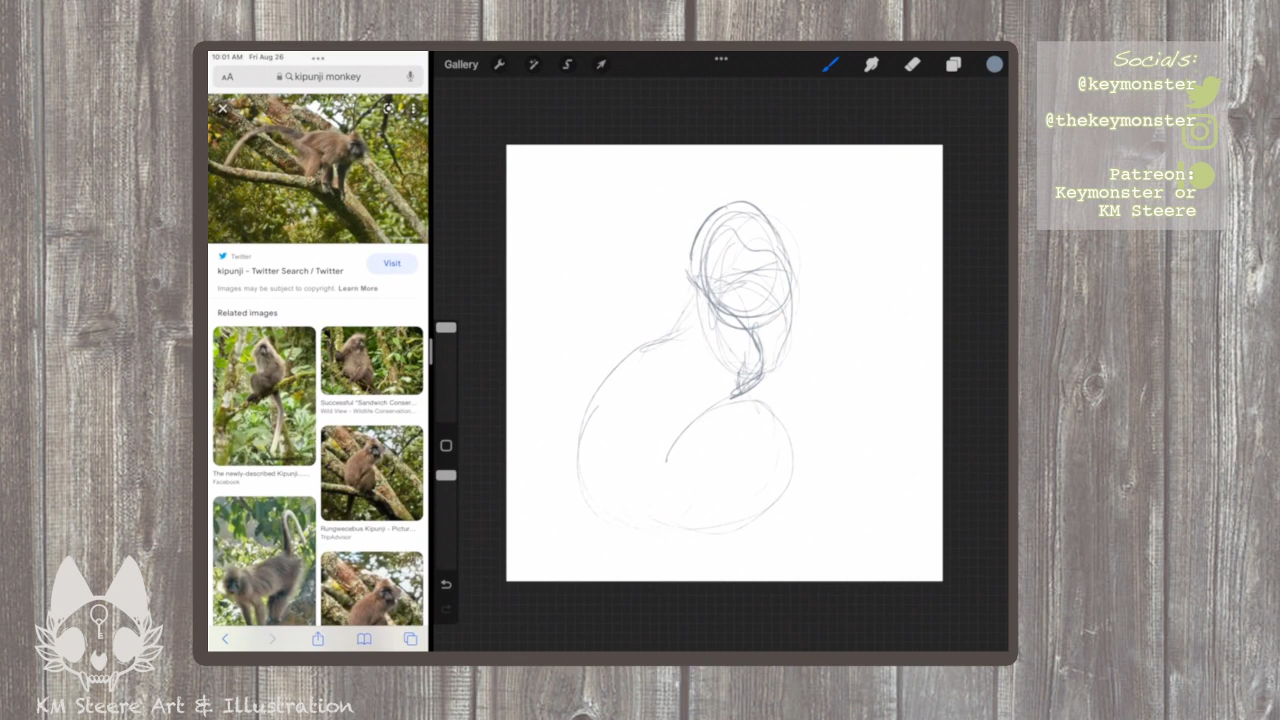 10:01 AM Fri Aug 26
AA
kipunji monkey
Twitter
kipunji - Twitter Search / Twitter
Visit
Images may be subject to copyright. Learn More
Related images
Successful "Sandwich Conser...
Wild View - Wildlife Conservation...
The newly-described Kipunji......
Facebook
Rungwecebus Kipunji - Pictur...
TripAdvisor
Gallery
Socials:
@keymonster
@thekeymonster
Patreon:
Keymonster or
KM Steere
KM Steere Art & Illustration